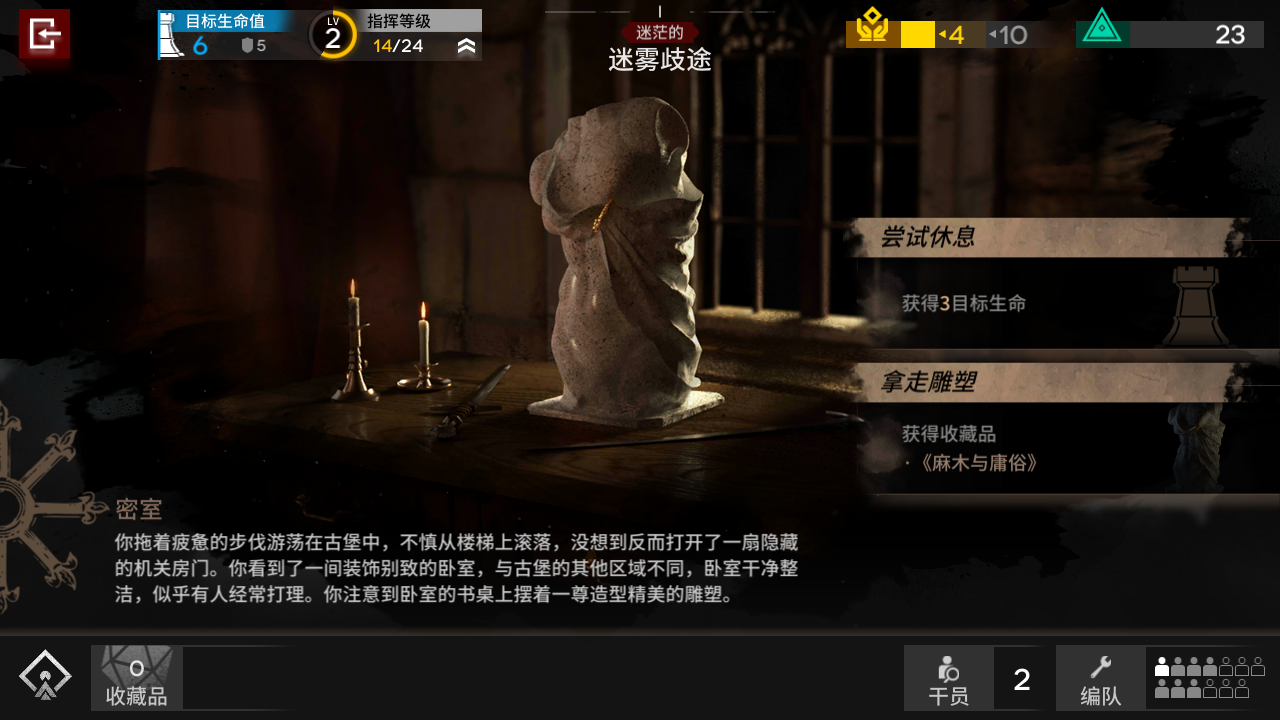 目标生命值
6 5
LV
2
指挥等级
14/24
迷茫的
迷雾歧途
4 10
23
尝试休息
获得3目标生命
拿走雕塑
获得收藏品
·《麻木与庸俗》
密室
你拖着疲惫的步伐游荡在古堡中，不慎从楼梯上滚落，没想到反而打开了一扇隐藏
的机关房门。你看到了一间装饰别致的卧室，与古堡的其他区域不同，卧室干净整
洁，似乎有人经常打理。你注意到卧室的书桌上摆着一尊造型精美的雕塑。
0
收藏品
干员
2
编队